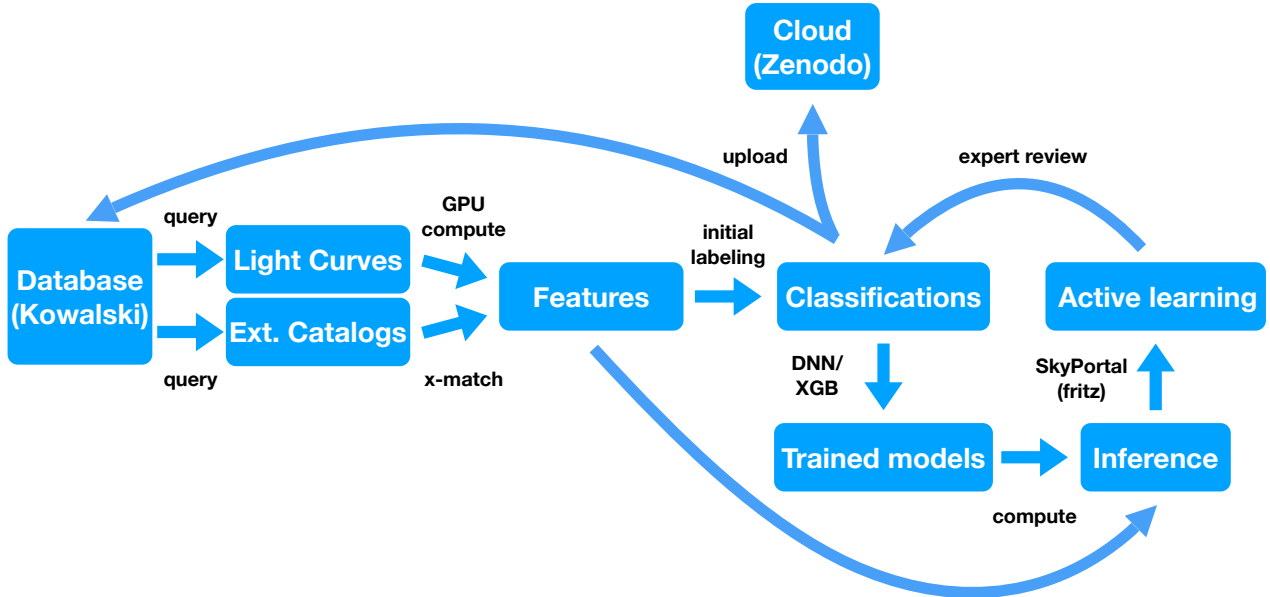 Cloud
(Zenodo)
upload
expert review
query
GPU
compute
initial
labeling
Database
(Kowalski)
Light Curves
Ext. Catalogs
Features
Classifications
Active learning
query
x-match
DNN/
XGB
SkyPortal
(fritz)
Trained models
Inference
compute